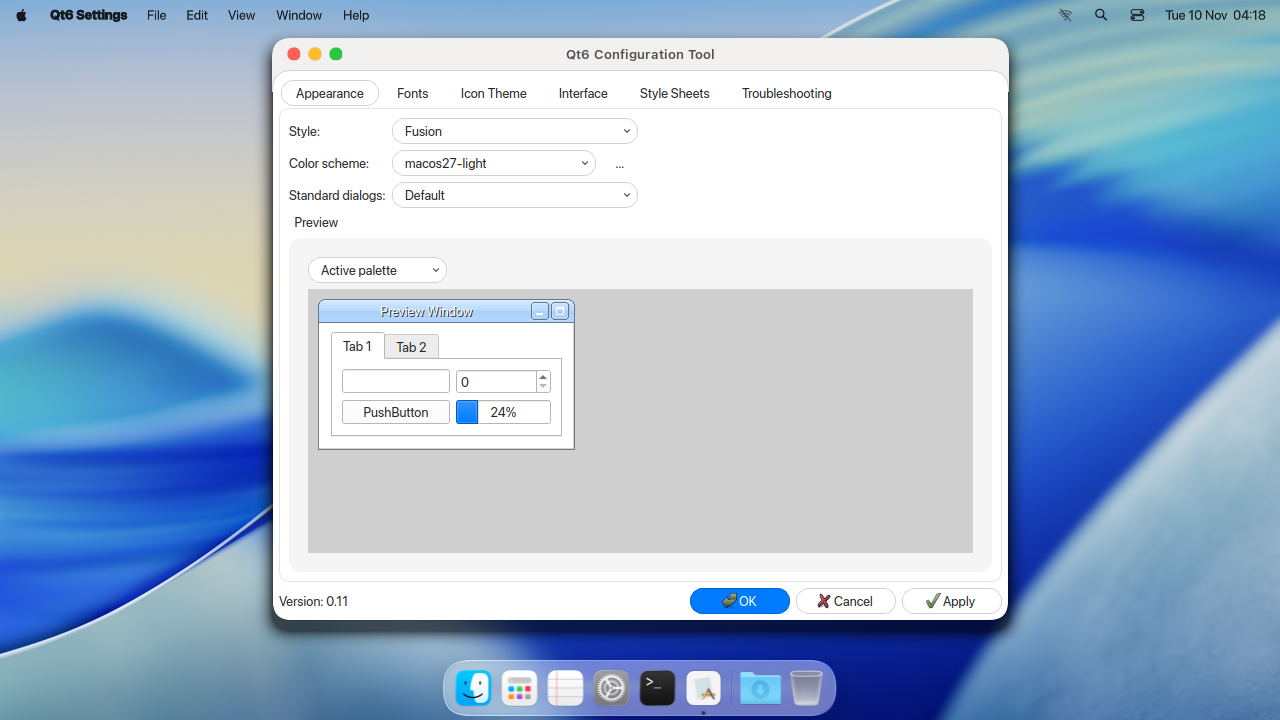 Qt6 Settings File Edit View Window Help Tue 10 Nov 04:18
Qt6 Configuration Tool
Appearance Fonts Icon Theme Interface Style Sheets Troubleshooting
Style: Fusion
Color scheme: macos27-light ...
Standard dialogs: Default
Preview
Active palette
Preview Window
Tab 1 Tab 2
0
PushButton 24%
Version: 0.11 OK Cancel Apply
>_